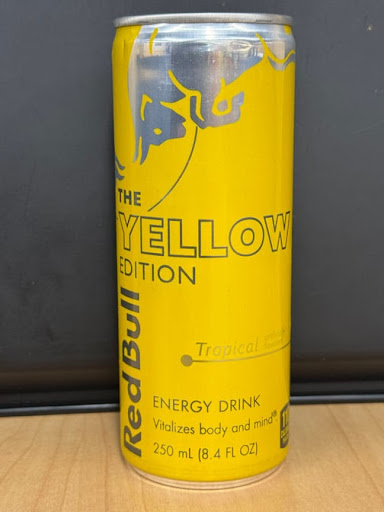 THE
YELLOW
EDITION
Red Bull
Tropical
ENERGY DRINK
Vitalizes body and mind®.
250 mL (8.4 FL OZ)